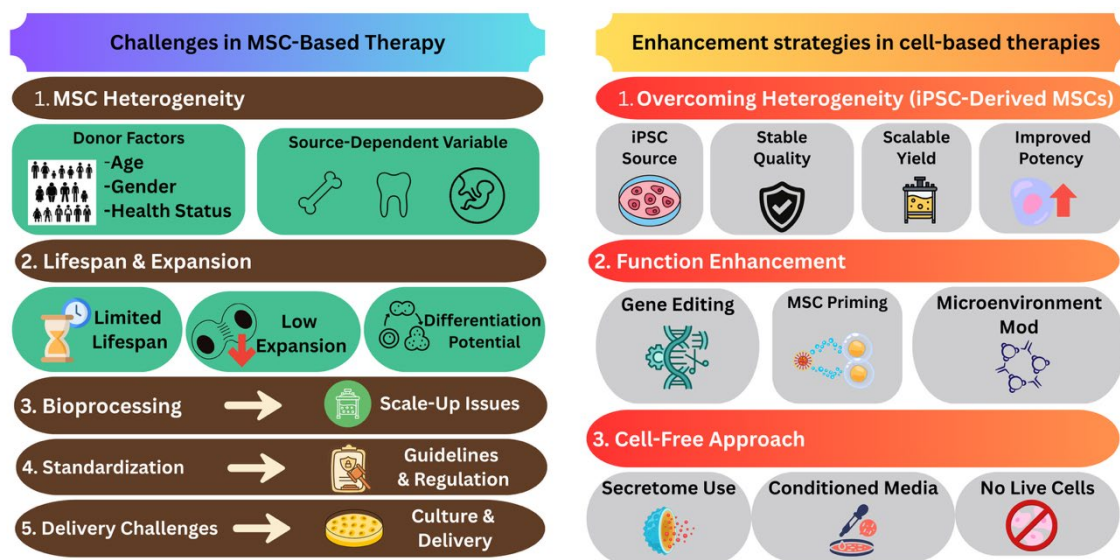 Challenges in MSC-Based Therapy
1. MSC Heterogeneity
Donor Factors
-Age
-Gender
-Health Status
Source-Dependent Variable
2. Lifespan & Expansion
Limited
Lifespan
Low
Expansion
Differentiation
Potential
3. Bioprocessing
Scale-Up Issues
4. Standardization
Guidelines
& Regulation
5. Delivery Challenges
Culture &
Delivery
Enhancement strategies in cell-based therapies
1. Overcoming Heterogeneity (iPSC-Derived MSCs)
iPSC
Source
Stable
Quality
Scalable
Yield
Improved
Potency
2. Function Enhancement
Gene Editing
MSC Priming
Microenvironment
Mod
3. Cell-Free Approach
Secretome Use
Conditioned Media
No Live Cells